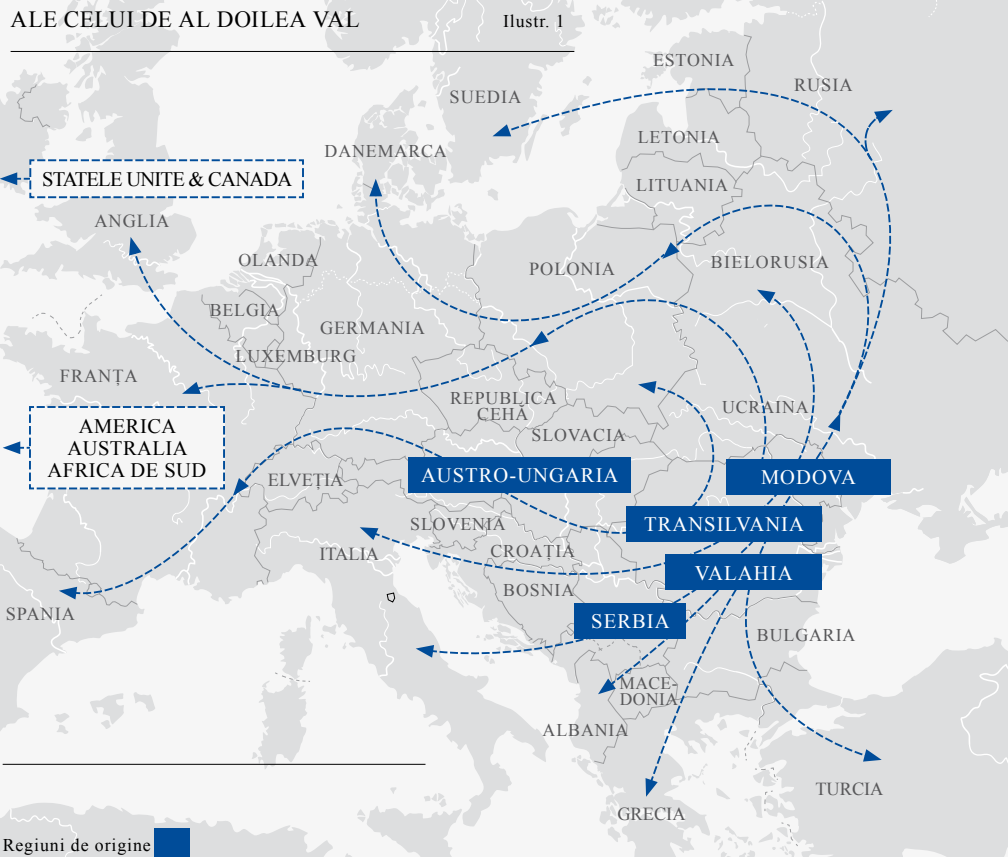 ALE CELUI DE AL DOILEA VAL
Ilustr. 1
ESTONIA
RUSIA
SUEDIA
LETONIA
DANEMARCA
STATELE UNITE & CANADA
LITUANIA
ANGLIA
OLANDA
POLONIA
BIELORUSIA
BELGIA
GERMANIA
LUXEMBURG
FRANȚA
REPUBLICA
CEHĂ
UCRAINA
AMERICA
AUSTRALIA
AFRICA DE SUD
SLOVACIA
ELVEȚIA
AUSTRO-UNGARIA
MODOVA
SLOVENIA
TRANSILVANIA
ITALIA
CROAȚIA
VALAHIA
BOSNIA
SPANIA
SERBIA
BULGARIA
MACE-
DONIA
ALBANIA
TURCIA
GRECIA
Regiuni de origine